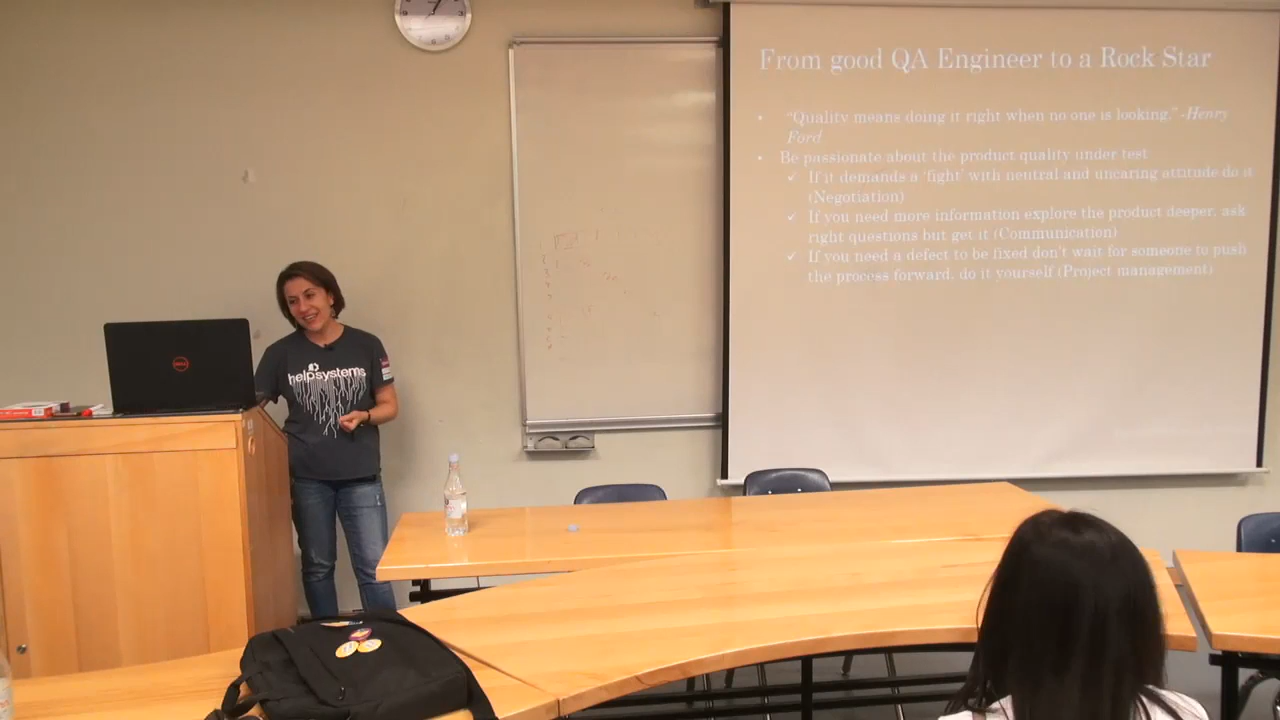 From good QA Engineer to a Rock Star
• "Quality means doing it right when no one is looking." -Henry
Ford
• Be passionate about the product quality under test
✓ If it demands a 'fight' with neutral and uncaring attitude do it
(Negotiation)
✓ If you need more information explore the product deeper, ask
right questions but get it (Communication)
✓ If you need a defect to be fixed don't wait for someone to push
the process forward, do it yourself (Project management)
helpsystems
DELL